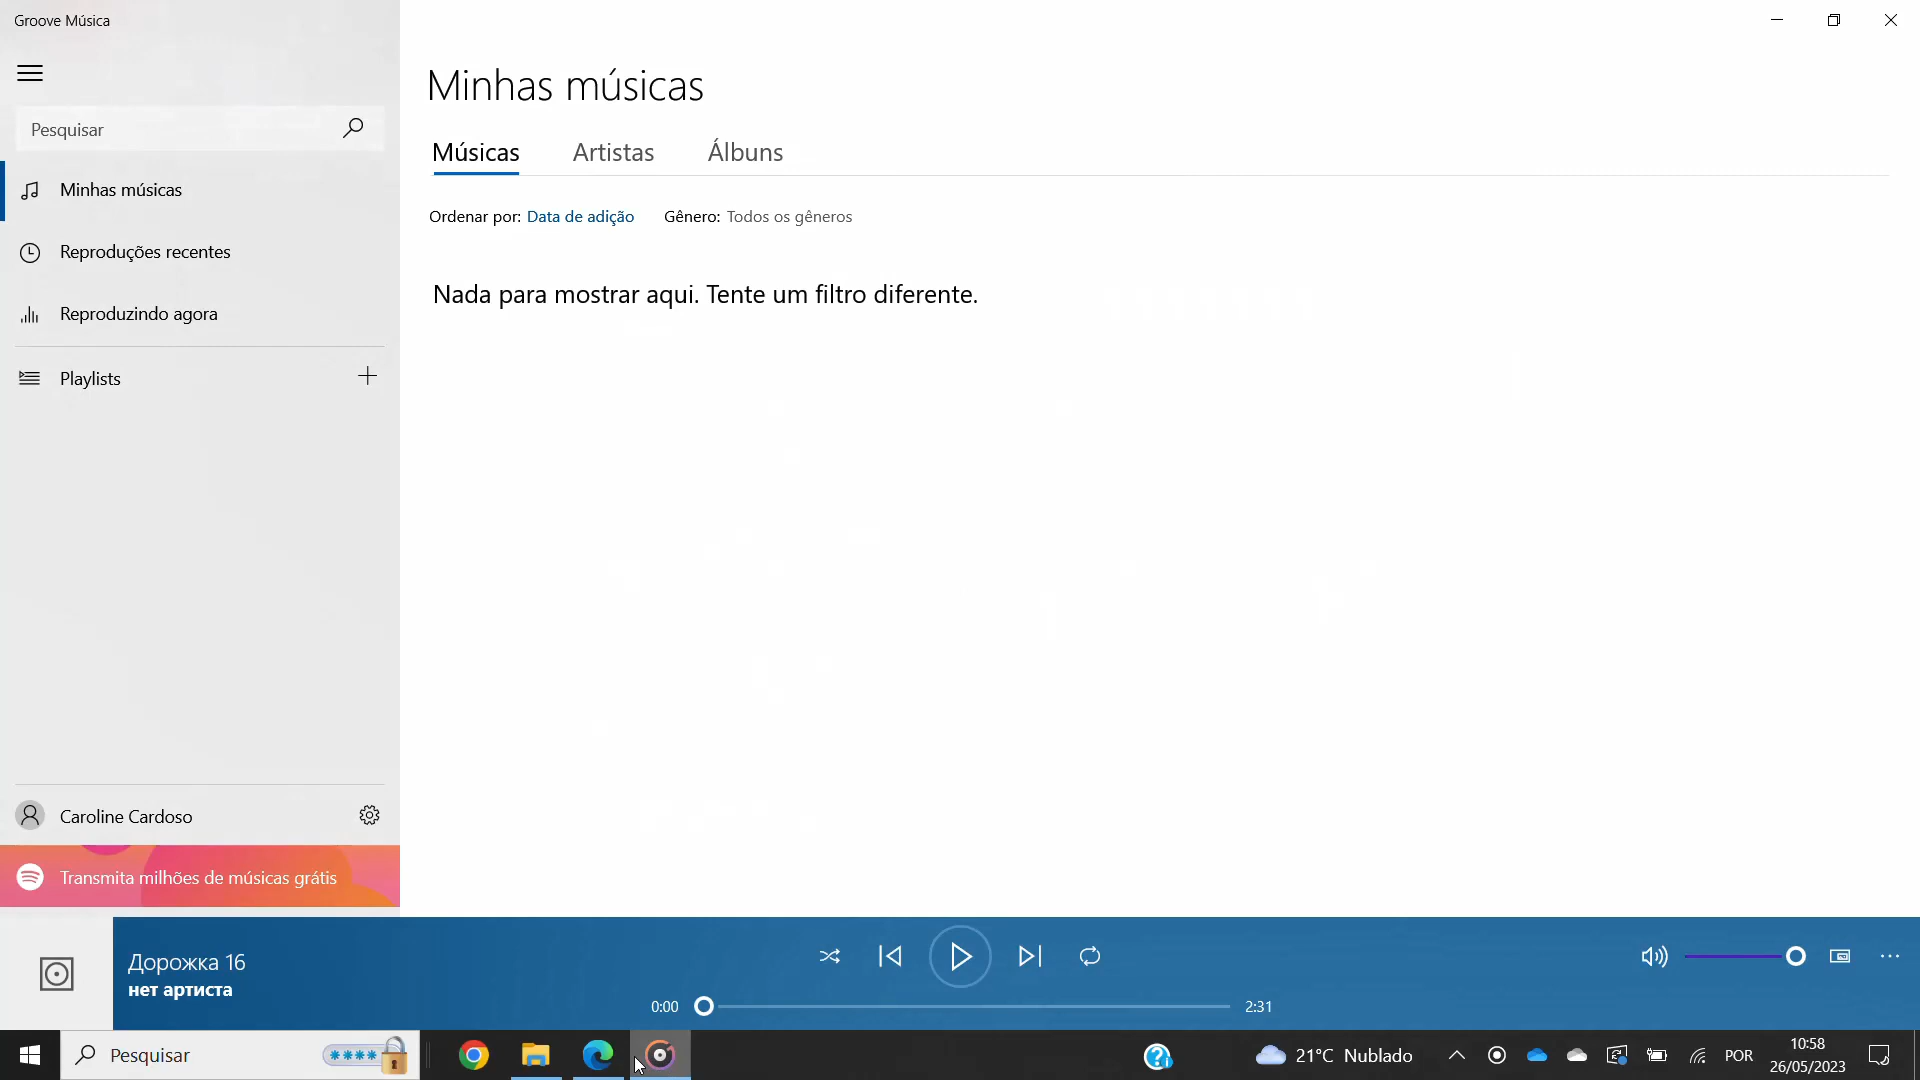 Groove Música
Pesquisar
Minhas músicas
Reproduções recentes
Reproduzindo agora
Playlists
Caroline Cardoso
Transmita milhões de músicas grátis
Minhas músicas
Músicas Artistas Álbuns
Ordenar por: Data de adição Gênero: Todos os gêneros
Nada para mostrar aqui. Tente um filtro diferente.
Дорожка 16
нет артиста
0:00 2:31
Pesquisar
21°C Nublado
POR
10:58
26/05/2023